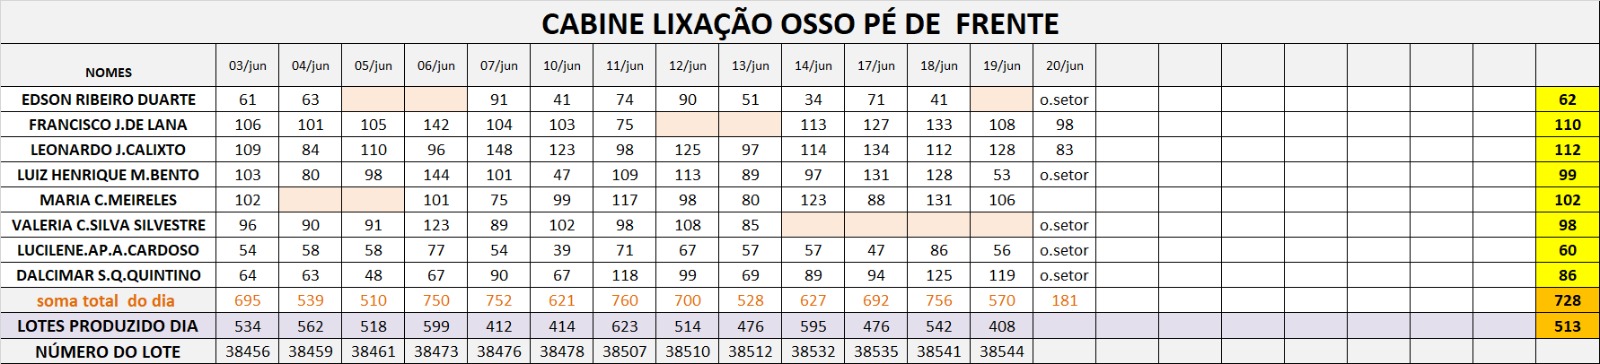 CABINE LIXAÇÃO OSSO PÉ DE FRENTE
NOMES 03/jun 04/jun 05/jun 06/jun 07/jun 10/jun 11/jun 12/jun 13/jun 14/jun 17/jun 18/jun 19/jun 20/jun
EDSON RIBEIRO DUARTE 61 63 91 41 74 90 51 34 71 41 o.setor 62
FRANCISCO J.DE LANA 106 101 105 142 104 103 75 113 127 133 108 98 110
LEONARDO J.CALIXTO 109 84 110 96 148 123 98 125 97 114 134 112 128 83 112
LUIZ HENRIQUE M.BENTO 103 80 98 144 101 47 109 113 89 97 131 128 53 o.setor 99
MARIA C.MEIRELES 102 101 75 99 117 98 80 123 88 131 106 102
VALERIA C.SILVA SILVESTRE 96 90 91 123 89 102 98 108 85 o.setor 98
LUCILENE.AP.A.CARDOSO 54 58 58 77 54 39 71 67 57 57 47 86 56 o.setor 60
DALCIMAR S.Q.QUINTINO 64 63 48 67 90 67 118 99 69 89 94 125 119 o.setor 86
soma total do dia 695 539 510 750 752 621 760 700 528 627 692 756 570 181 728
LOTES PRODUZIDO DIA 534 562 518 599 412 414 623 514 476 595 476 542 408 513
NÚMERO DO LOTE 38456 38459 38461 38473 38476 38478 38507 38510 38512 38532 38535 38541 38544